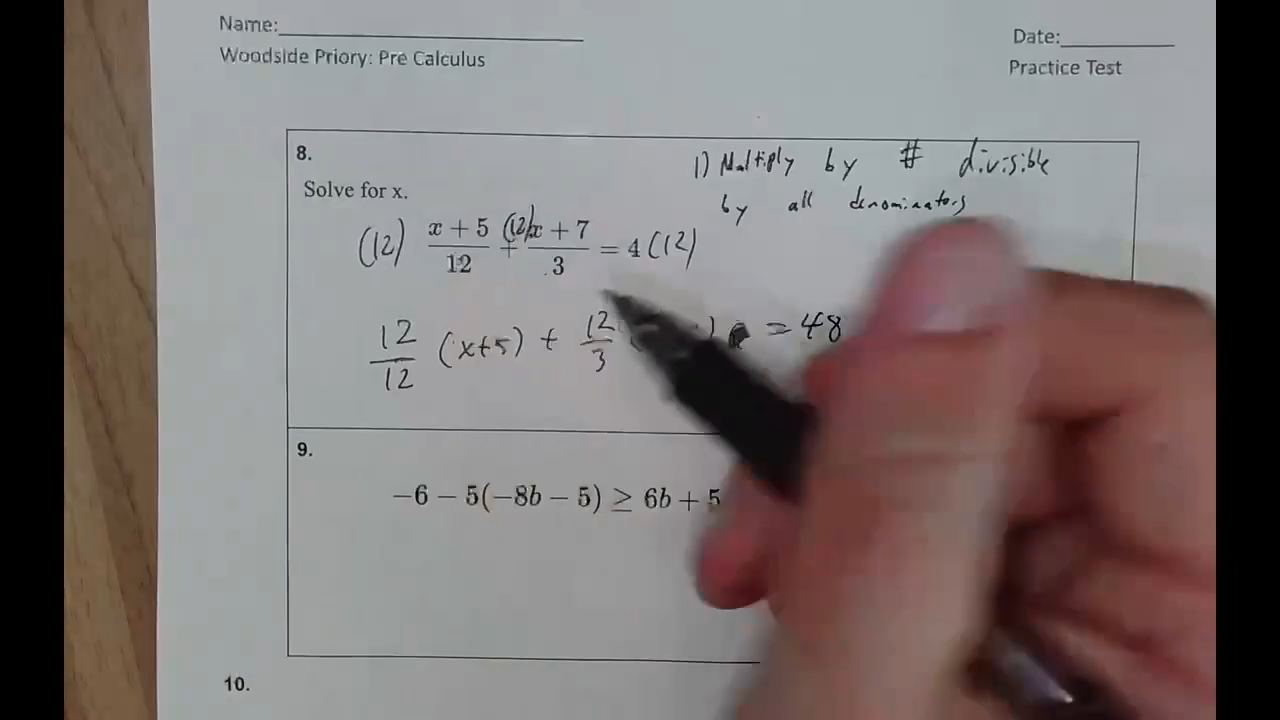 Name:____________________ Date:__________
Woodside Priory: Pre Calculus Practice Test
8.
1) Multiply by # divisible
by all denominators
Solve for x.
(12) x + 5/12 + (12) x + 7/3 = 4 (12)
12/12 (x+5) + 12/3 ( ) = 48
9.
−6 − 5(−8b − 5) ≥ 6b + 5
10.